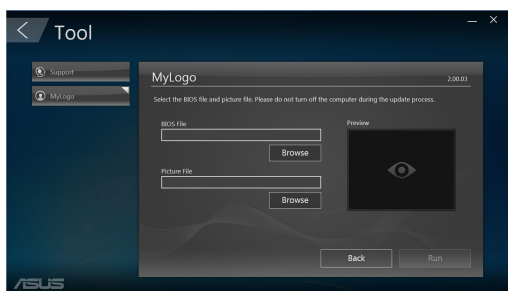 Tool
Support
MyLogo
MyLogo
2.00.03
Select the BIOS file and picture file. Please do not turn off the computer during the update process.
BIOS File
Browse
Picture File
Browse
Preview
Back
Run
ASUS